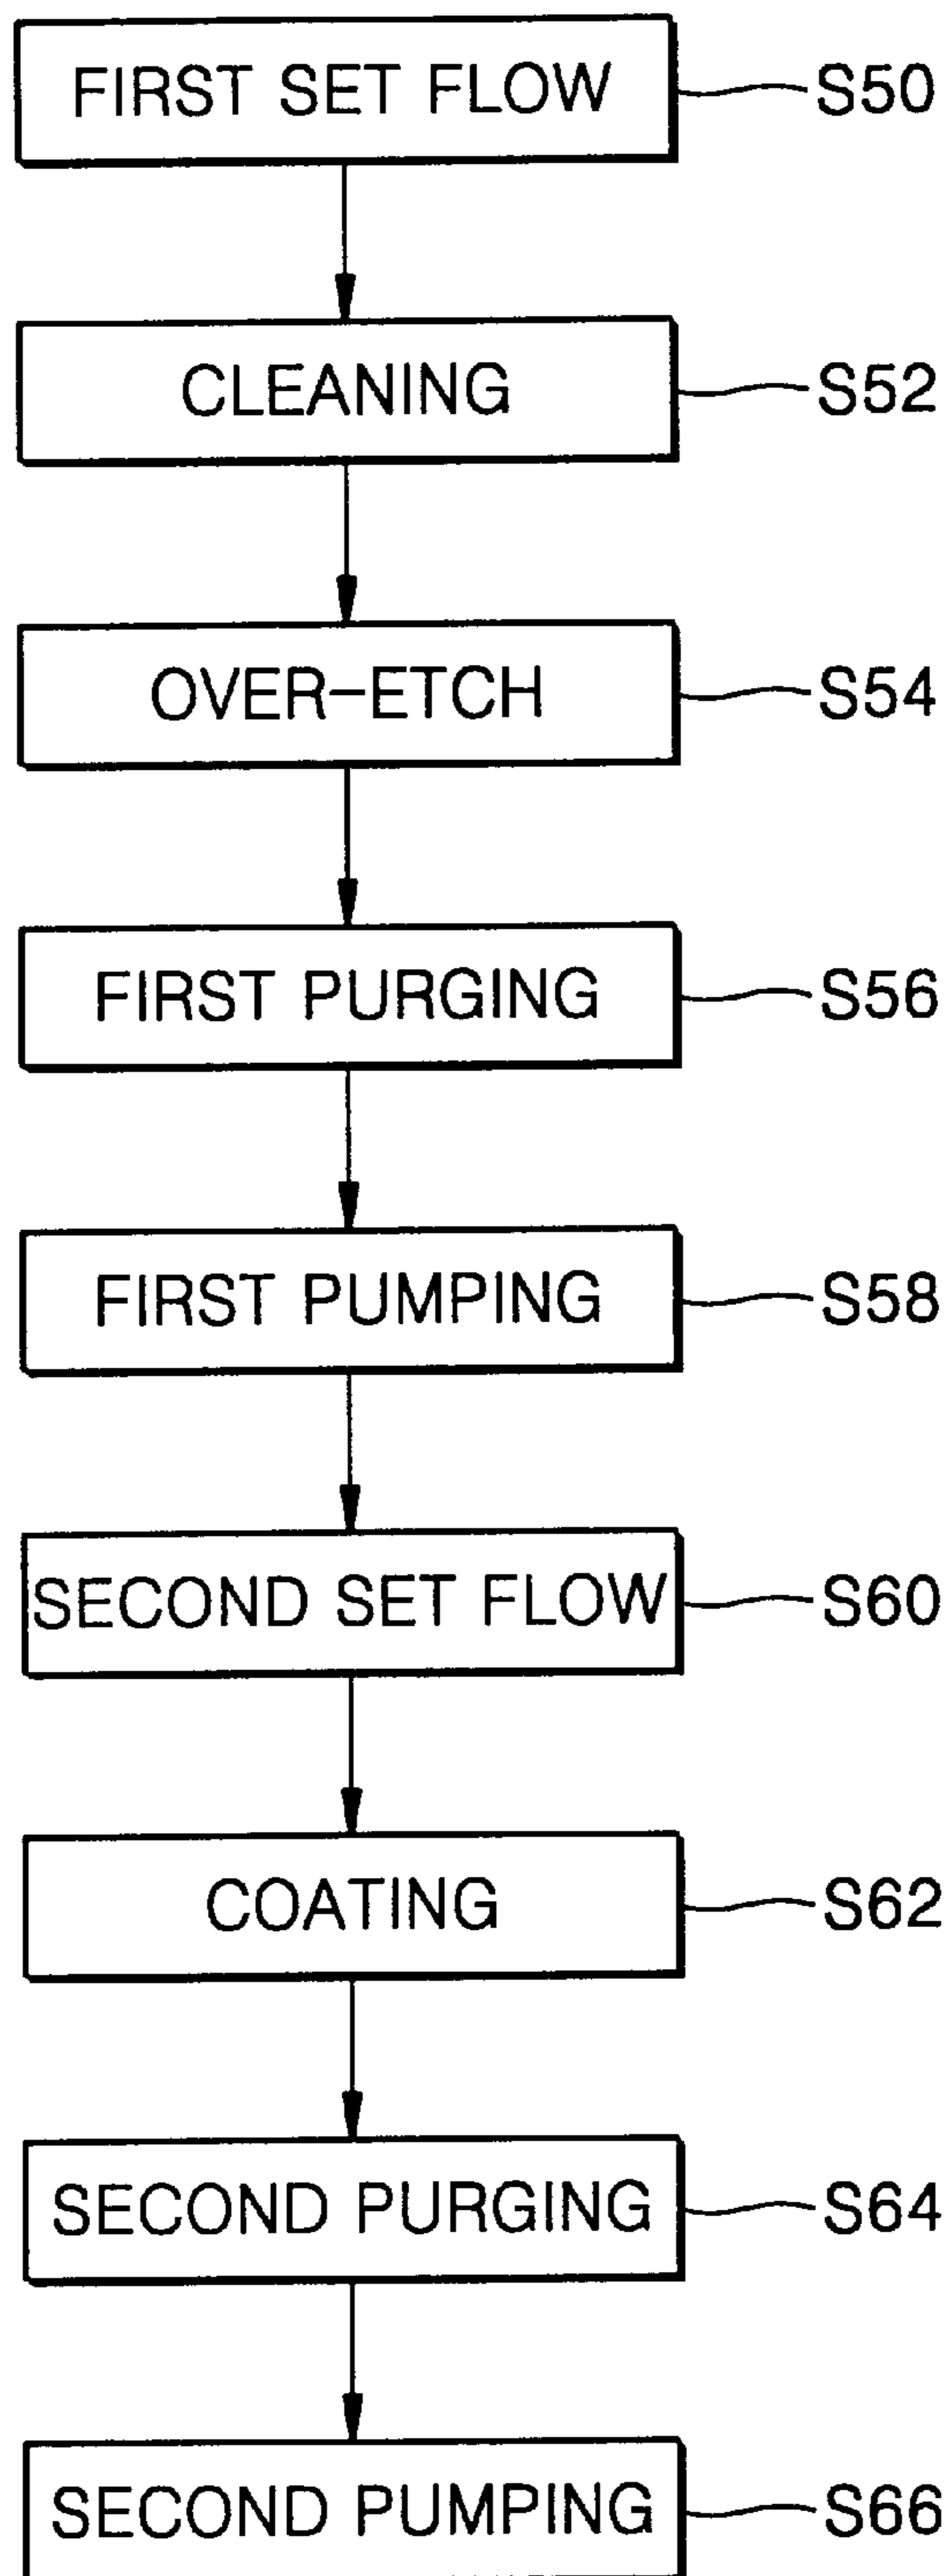 FIRST SET FLOW S50
CLEANING S52
OVER-ETCH S54
FIRST PURGING S56
FIRST PUMPING S58
SECOND SET FLOW S60
COATING S62
SECOND PURGING S64
SECOND PUMPING S66